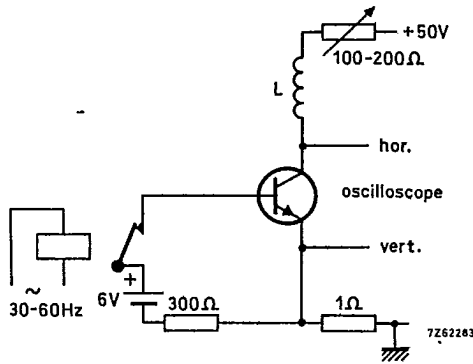 +50V
100-200Ω
L
hor.
oscilloscope
vert.
+
6V
300Ω
1Ω
~
30-60Hz
7Z62283